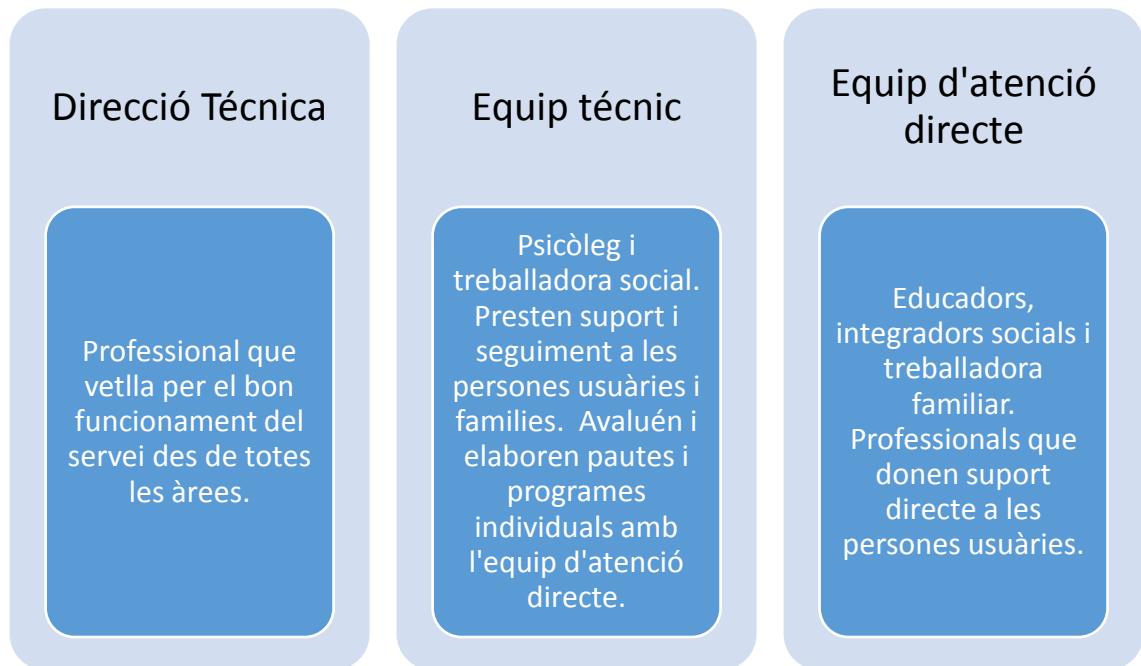 Direcció Técnica
Professional que
vetlla per el bon
funcionament del
servei des de totes
les àrees.
Equip técnic
Psicòleg i
treballadora social.
Presten suport i
seguiment a les
persones usuàries i
families.  Avaluén i
elaboren pautes i
programes
individuals amb
l'equip d'atenció
directe.
Equip d'atenció
directe
Educadors,
integradors socials i
treballadora
familiar.
Professionals que
donen suport
directe a les
persones usuàries.